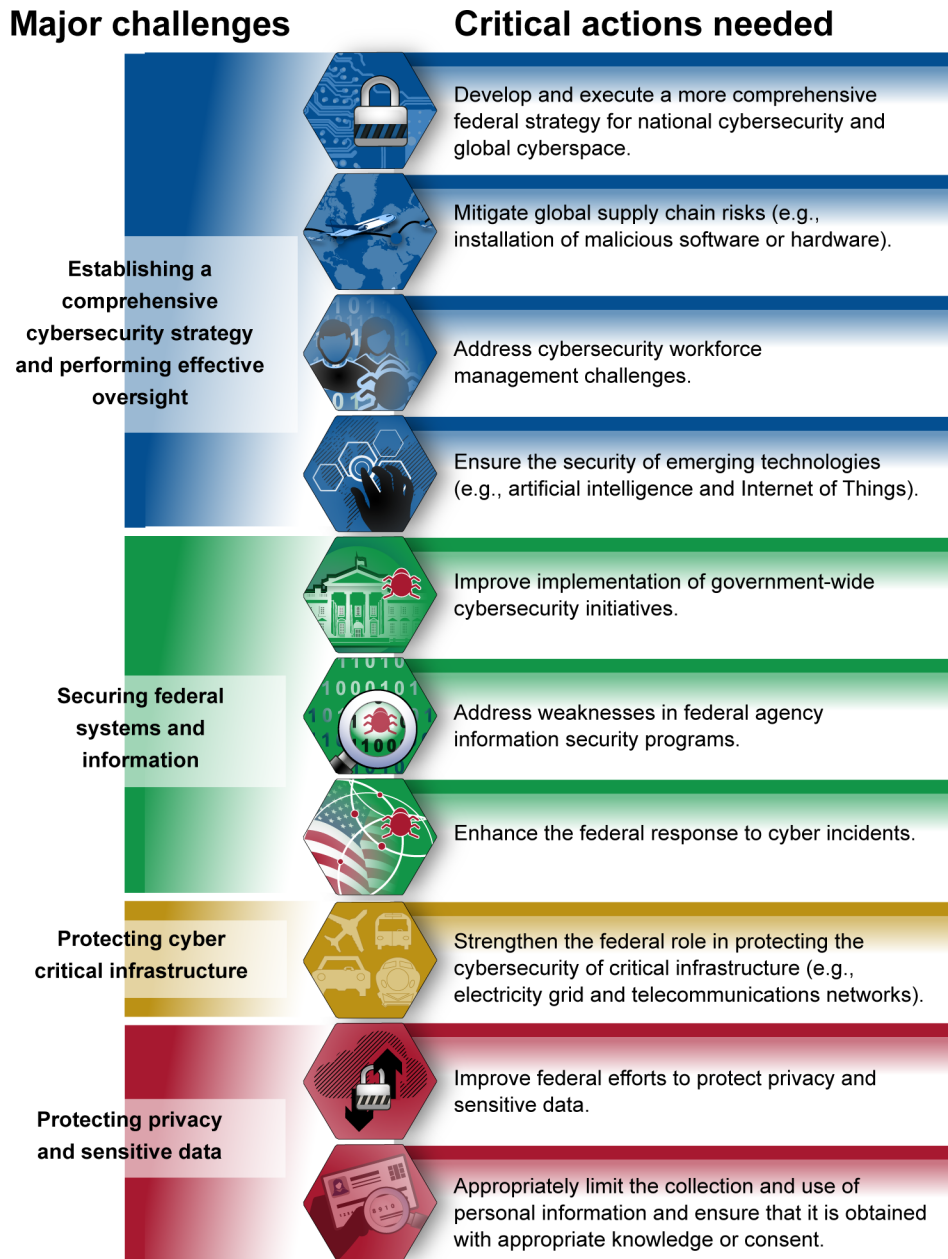 Major challenges
Critical actions needed
Establishing a
comprehensive
cybersecurity strategy
and performing effective
oversight
Develop and execute a more comprehensive
federal strategy for national cybersecurity and
global cyberspace.
Mitigate global supply chain risks (e.g.,
installation of malicious software or hardware).
Address cybersecurity workforce
management challenges.
Ensure the security of emerging technologies
(e.g., artificial intelligence and Internet of Things).
Securing federal
systems and
information
Improve implementation of government-wide
cybersecurity initiatives.
11010
1000101
Address weaknesses in federal agency
information security programs.
Enhance the federal response to cyber incidents.
Protecting cyber
critical infrastructure
Strengthen the federal role in protecting the
cybersecurity of critical infrastructure (e.g.,
electricity grid and telecommunications networks).
Protecting privacy
and sensitive data
Improve federal efforts to protect privacy and
sensitive data.
Appropriately limit the collection and use of
personal information and ensure that it is obtained
with appropriate knowledge or consent.